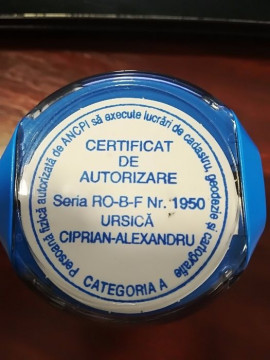 Persoană fizică autorizată de ANCPI să execute lucrări de cadastru, geodezie și cartografie
CERTIFICAT
DE
AUTORIZARE
Seria RO-B-F Nr. 1950
URSICĂ
CIPRIAN-ALEXANDRU
CATEGORIA A